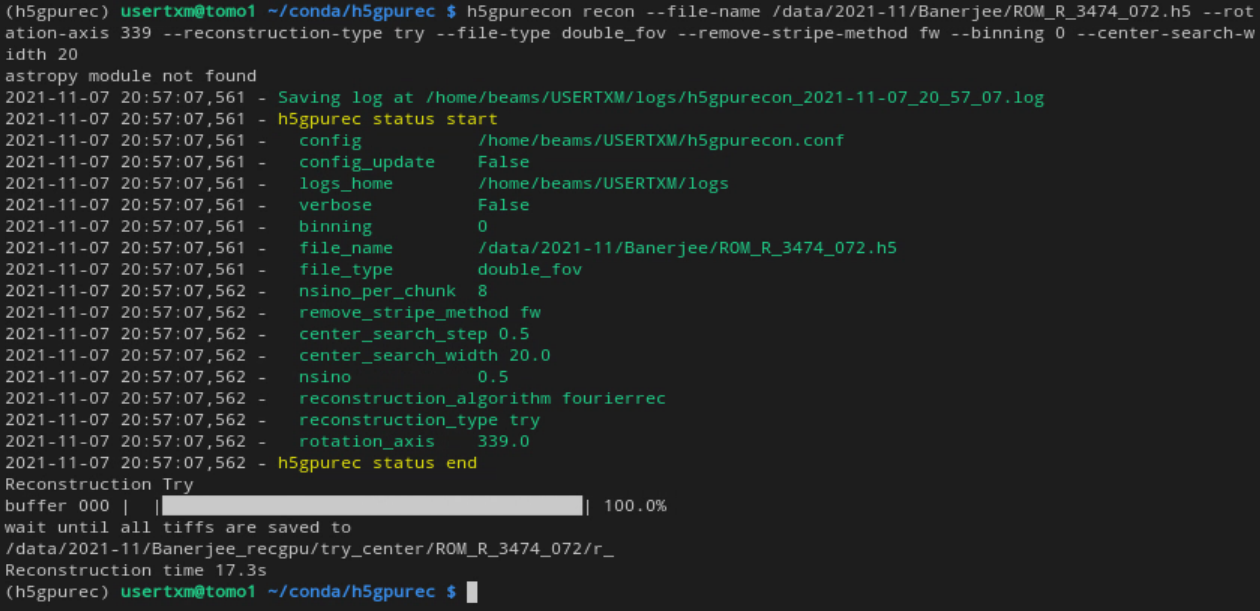 (h5gpurec) usertxm@tomo1 ~/conda/h5gpurec $ h5gpurecon recon --file-name /data/2021-11/Banerjee/ROM_R_3474_072.h5 --rot
ation-axis 339 --reconstruction-type try --file-type double_fov --remove-stripe-method fw --binning 0 --center-search-w
idth 20
astropy module not found
2021-11-07 20:57:07,561 - Saving log at /home/beams/USERTXM/logs/h5gpurecon_2021-11-07_20_57_07.log
2021-11-07 20:57:07,561 - h5gpurec status start
2021-11-07 20:57:07,561 -   config           /home/beams/USERTXM/h5gpurecon.conf
2021-11-07 20:57:07,561 -   config_update    False
2021-11-07 20:57:07,561 -   logs_home        /home/beams/USERTXM/logs
2021-11-07 20:57:07,561 -   verbose          False
2021-11-07 20:57:07,561 -   binning          0
2021-11-07 20:57:07,561 -   file_name        /data/2021-11/Banerjee/ROM_R_3474_072.h5
2021-11-07 20:57:07,561 -   file_type        double_fov
2021-11-07 20:57:07,562 -   nsino_per_chunk  8
2021-11-07 20:57:07,562 -   remove_stripe_method fw
2021-11-07 20:57:07,562 -   center_search_step 0.5
2021-11-07 20:57:07,562 -   center_search_width 20.0
2021-11-07 20:57:07,562 -   nsino            0.5
2021-11-07 20:57:07,562 -   reconstruction_algorithm fourierrec
2021-11-07 20:57:07,562 -   reconstruction_type try
2021-11-07 20:57:07,562 -   rotation_axis    339.0
2021-11-07 20:57:07,562 - h5gpurec status end
Reconstruction Try
buffer 000 |  || 100.0%
wait until all tiffs are saved to
/data/2021-11/Banerjee_recgpu/try_center/ROM_R_3474_072/r_
Reconstruction time 17.3s
(h5gpurec) usertxm@tomo1 ~/conda/h5gpurec $